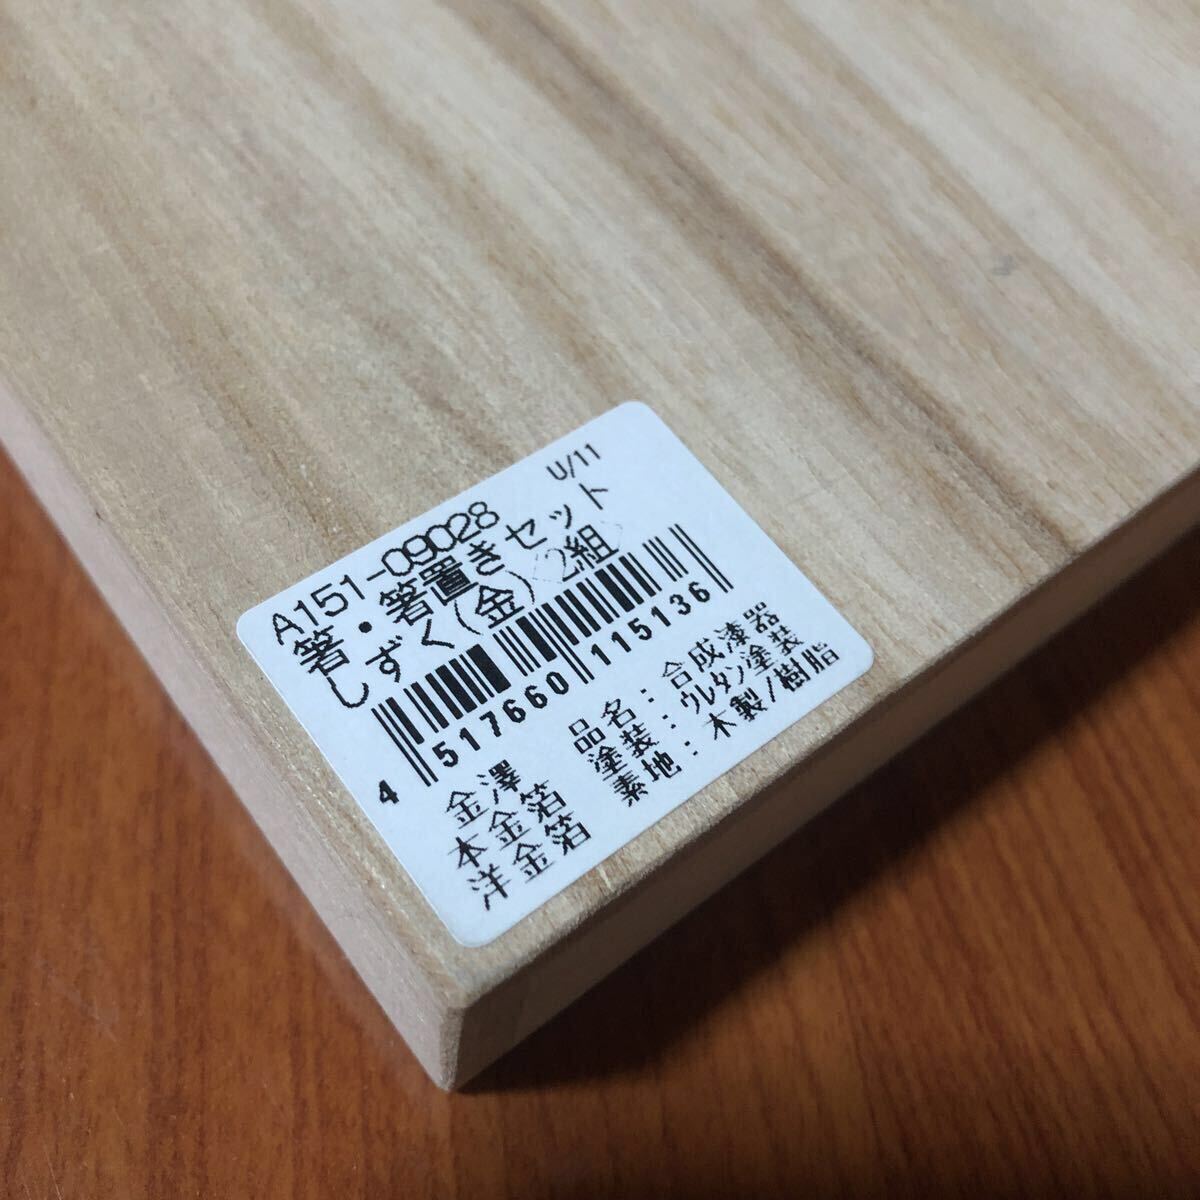 U/11
A151-09028
箸・箸置きセット
しずく(金)〈2組〉
4 517660 115136
金澤
本金箔
洋金箔
品名:合成漆器
塗装:ウレタン塗装
素地:木製/樹脂